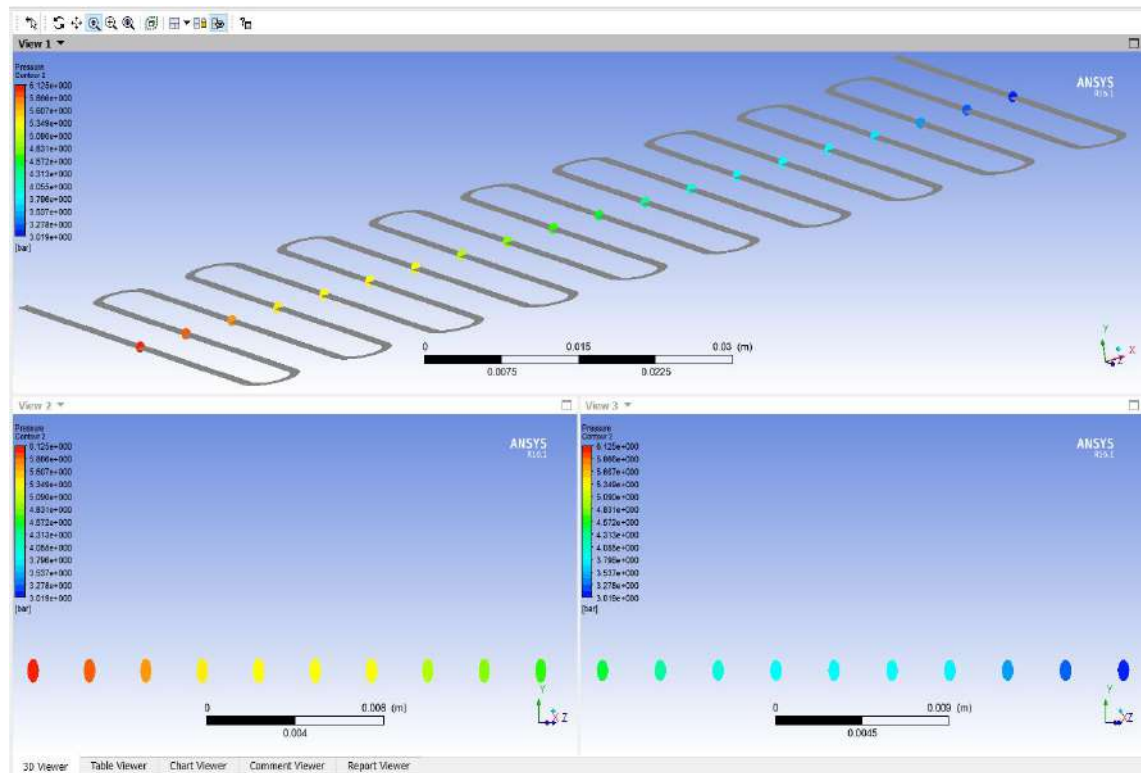 View 1
Pressure
Contour 2
6.125e+000
5.866e+000
5.607e+000
5.349e+000
5.090e+000
4.831e+000
4.572e+000
4.313e+000
4.055e+000
3.796e+000
3.537e+000
3.278e+000
3.019e+000
[bar]
ANSYS
R16.1
0 0.015 0.03 (m)
0.0075 0.0225
Y
X
Z
View 2
Pressure
Contour 2
6.125e+000
5.866e+000
5.607e+000
5.349e+000
5.090e+000
4.831e+000
4.572e+000
4.313e+000
4.055e+000
3.796e+000
3.537e+000
3.278e+000
3.019e+000
[bar]
ANSYS
R16.1
0 0.008 (m)
0.004
Y
X Z
View 3
Pressure
Contour 2
6.125e+000
5.866e+000
5.607e+000
5.349e+000
5.090e+000
4.831e+000
4.572e+000
4.313e+000
4.055e+000
3.796e+000
3.537e+000
3.278e+000
3.019e+000
[bar]
ANSYS
R16.1
0 0.009 (m)
0.0045
Y
X Z
3D Viewer Table Viewer Chart Viewer Comment Viewer Report Viewer